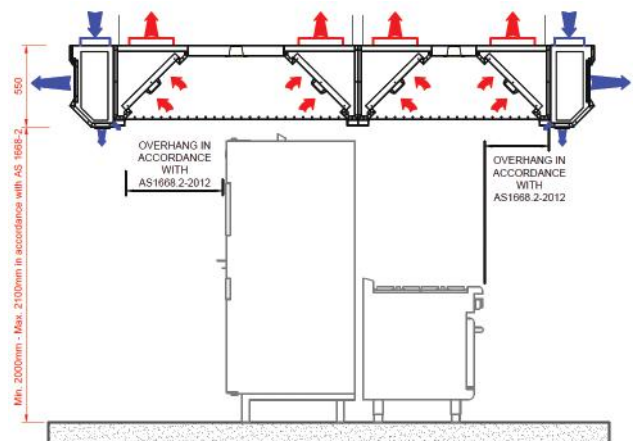 550
Min. 2000mm - Max. 2100mm in accordance with AS 1668-2
OVERHANG IN
ACCORDANCE
WITH
AS1668.2-2012
OVERHANG IN
ACCORDANCE
WITH
AS1668.2-2012